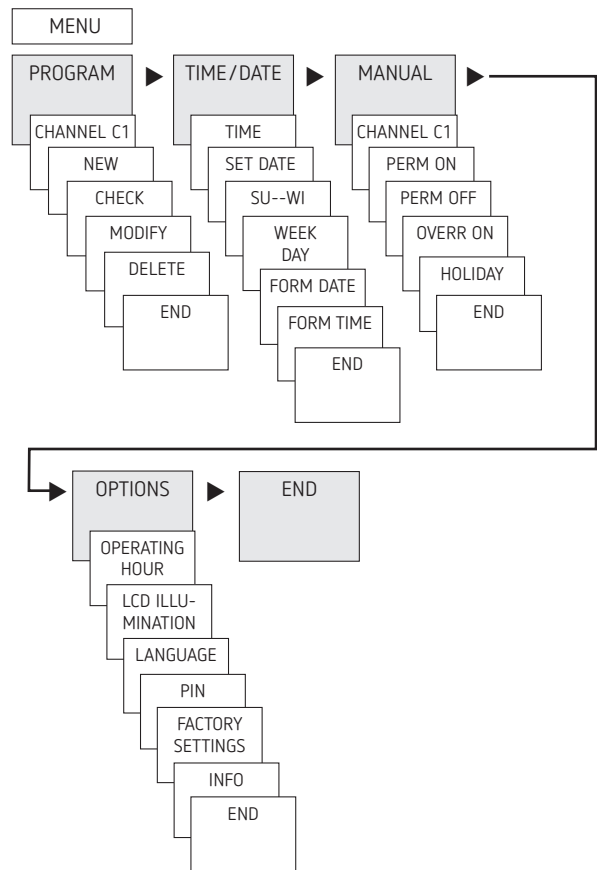 MENU
PROGRAM
CHANNEL C1
NEW
CHECK
MODIFY
DELETE
END
TIME/DATE
TIME
SET DATE
SU--WI
WEEK
DAY
FORM DATE
FORM TIME
END
MANUAL
CHANNEL C1
PERM ON
PERM OFF
OVERR ON
HOLIDAY
END
OPTIONS
OPERATING
HOUR
LCD ILLU-
MINATION
LANGUAGE
PIN
FACTORY
SETTINGS
INFO
END
END